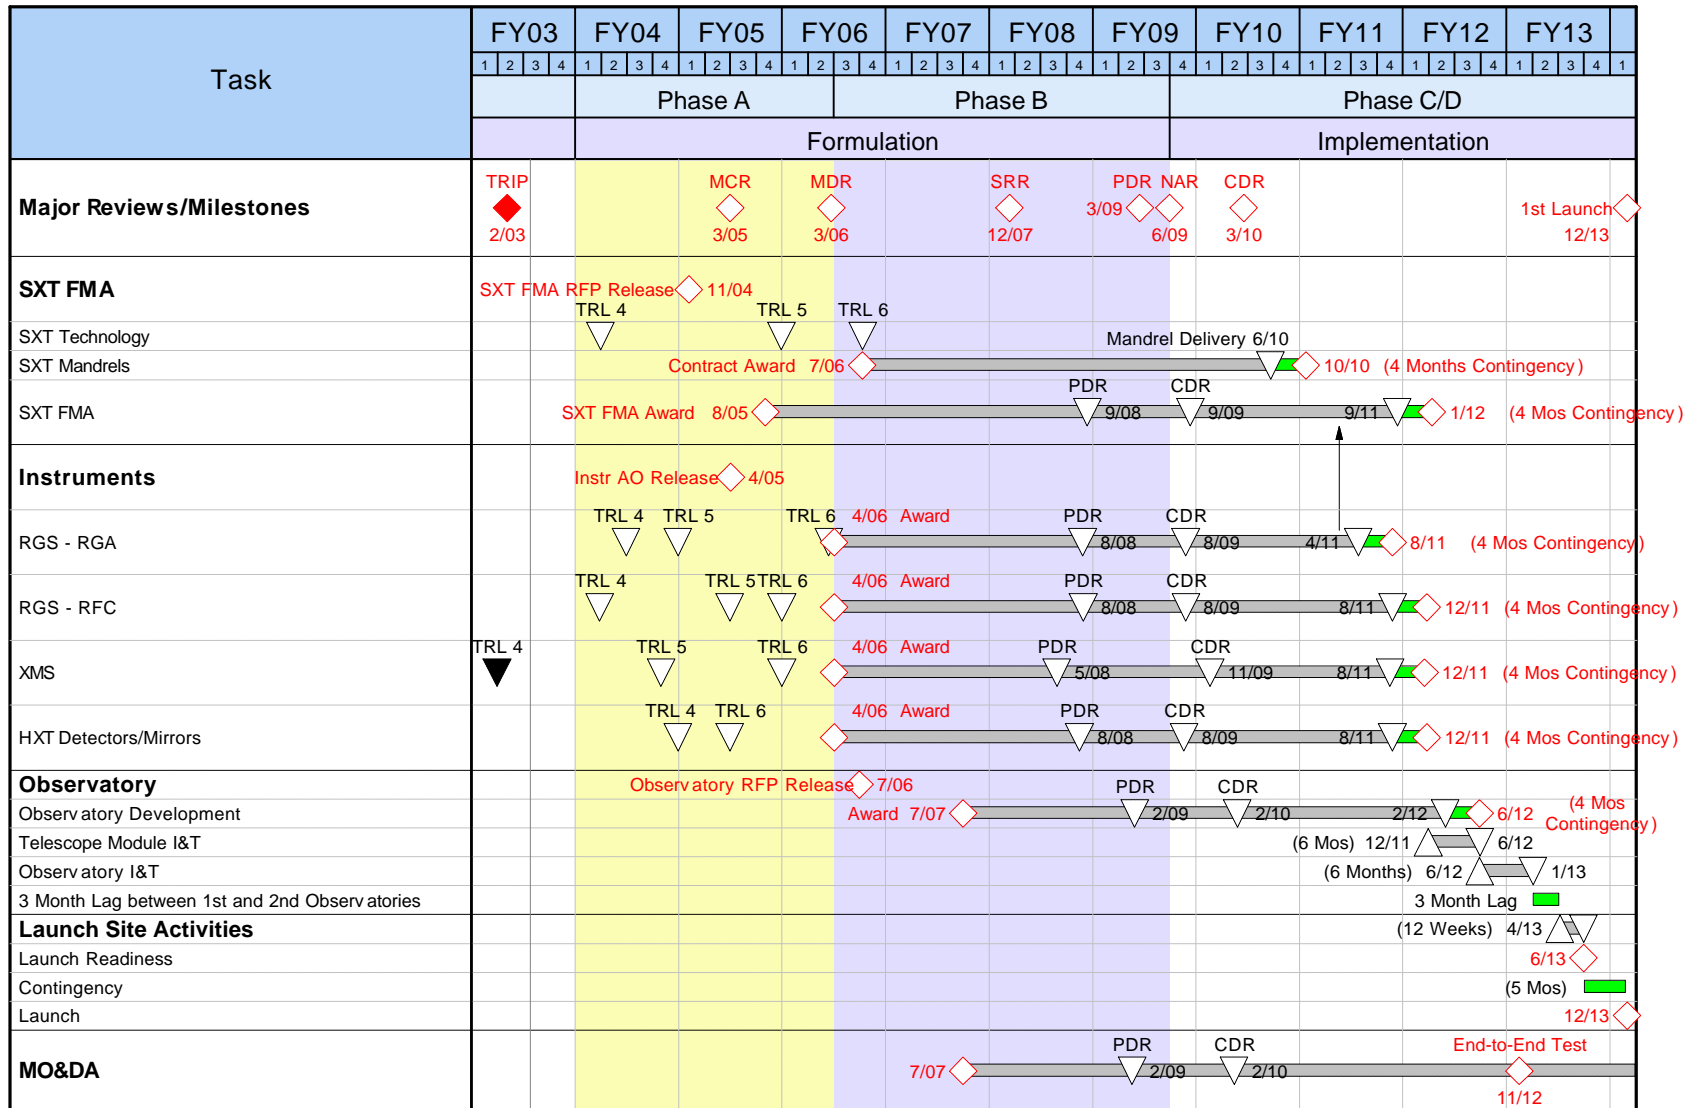 Task
FY03 FY04 FY05 FY06 FY07 FY08 FY09 FY10 FY11 FY12 FY13
1 2 3 4 1 2 3 4 1 2 3 4 1 2 3 4 1 2 3 4 1 2 3 4 1 2 3 4 1 2 3 4 1 2 3 4 1 2 3 4 1 2 3 4 1
Phase A Phase B Phase C/D
Formulation Implementation
TRIP MCR MDR SRR PDR NAR CDR
Major Reviews/Milestones 3/09 1st Launch
2/03 3/05 3/06 12/07 6/09 3/10 12/13
SXT FMA SXT FMA RFP Release 11/04
TRL 4 TRL 5 TRL 6
SXT Technology Mandrel Delivery 6/10
SXT Mandrels Contract Award 7/06 10/10 (4 Months Contingency)
PDR CDR
SXT FMA SXT FMA Award 8/05 9/08 9/09 9/11 1/12 (4 Mos Contingency)
Instruments Instr AO Release 4/05
TRL 4 TRL 5 TRL 6 4/06 Award PDR CDR
RGS - RGA 8/08 8/09 4/11 8/11 (4 Mos Contingency)
TRL 4 TRL 5 TRL 6 4/06 Award PDR CDR
RGS - RFC 8/08 8/09 8/11 12/11 (4 Mos Contingency)
TRL 4 TRL 5 TRL 6 4/06 Award PDR CDR
XMS 5/08 11/09 8/11 12/11 (4 Mos Contingency)
TRL 4 TRL 6 4/06 Award PDR CDR
HXT Detectors/Mirrors 8/08 8/09 8/11 12/11 (4 Mos Contingency)
Observatory Observatory RFP Release 7/06 PDR CDR
Observatory Development Award 7/07 2/09 2/10 2/12 6/12 (4 Mos
Contingency)
Telescope Module I&T (6 Mos) 12/11 6/12
Observatory I&T (6 Months) 6/12 1/13
3 Month Lag between 1st and 2nd Observatories 3 Month Lag
Launch Site Activities (12 Weeks) 4/13
Launch Readiness 6/13
Contingency (5 Mos)
Launch 12/13
PDR CDR End-to-End Test
MO&DA 7/07 2/09 2/10
11/12